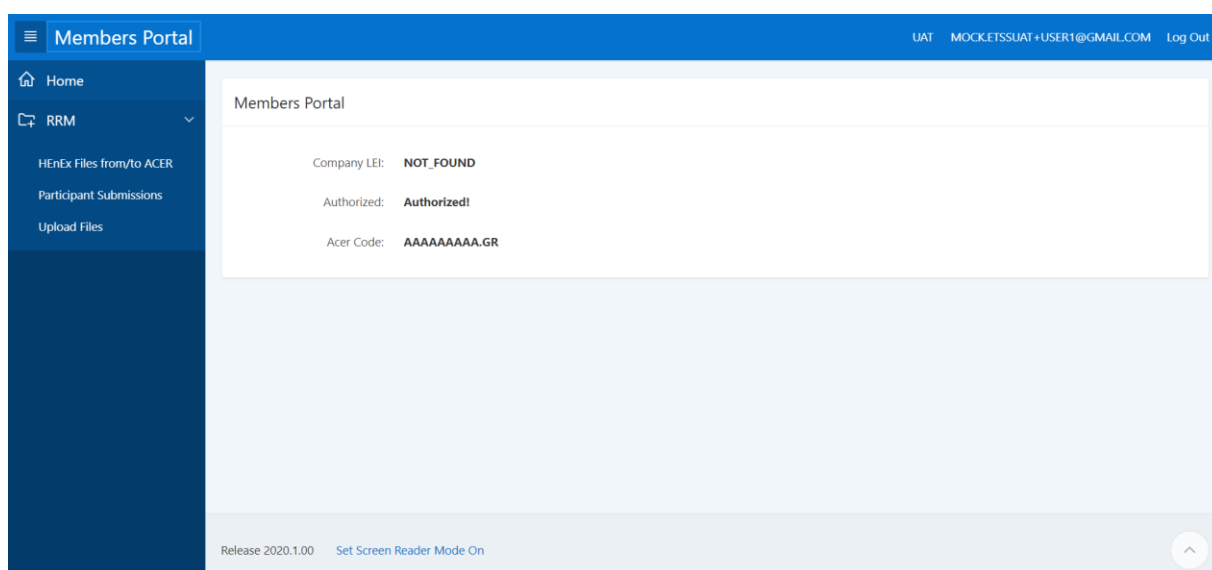 Members Portal
UAT MOCK.ETSSUAT+USER1@GMAIL.COM Log Out
Home
RRM
HEnEx Files from/to ACER
Participant Submissions
Upload Files
Members Portal
Company LEI: NOT_FOUND
Authorized: Authorized!
Acer Code: AAAAAAAAA.GR
Release 2020.1.00 Set Screen Reader Mode On